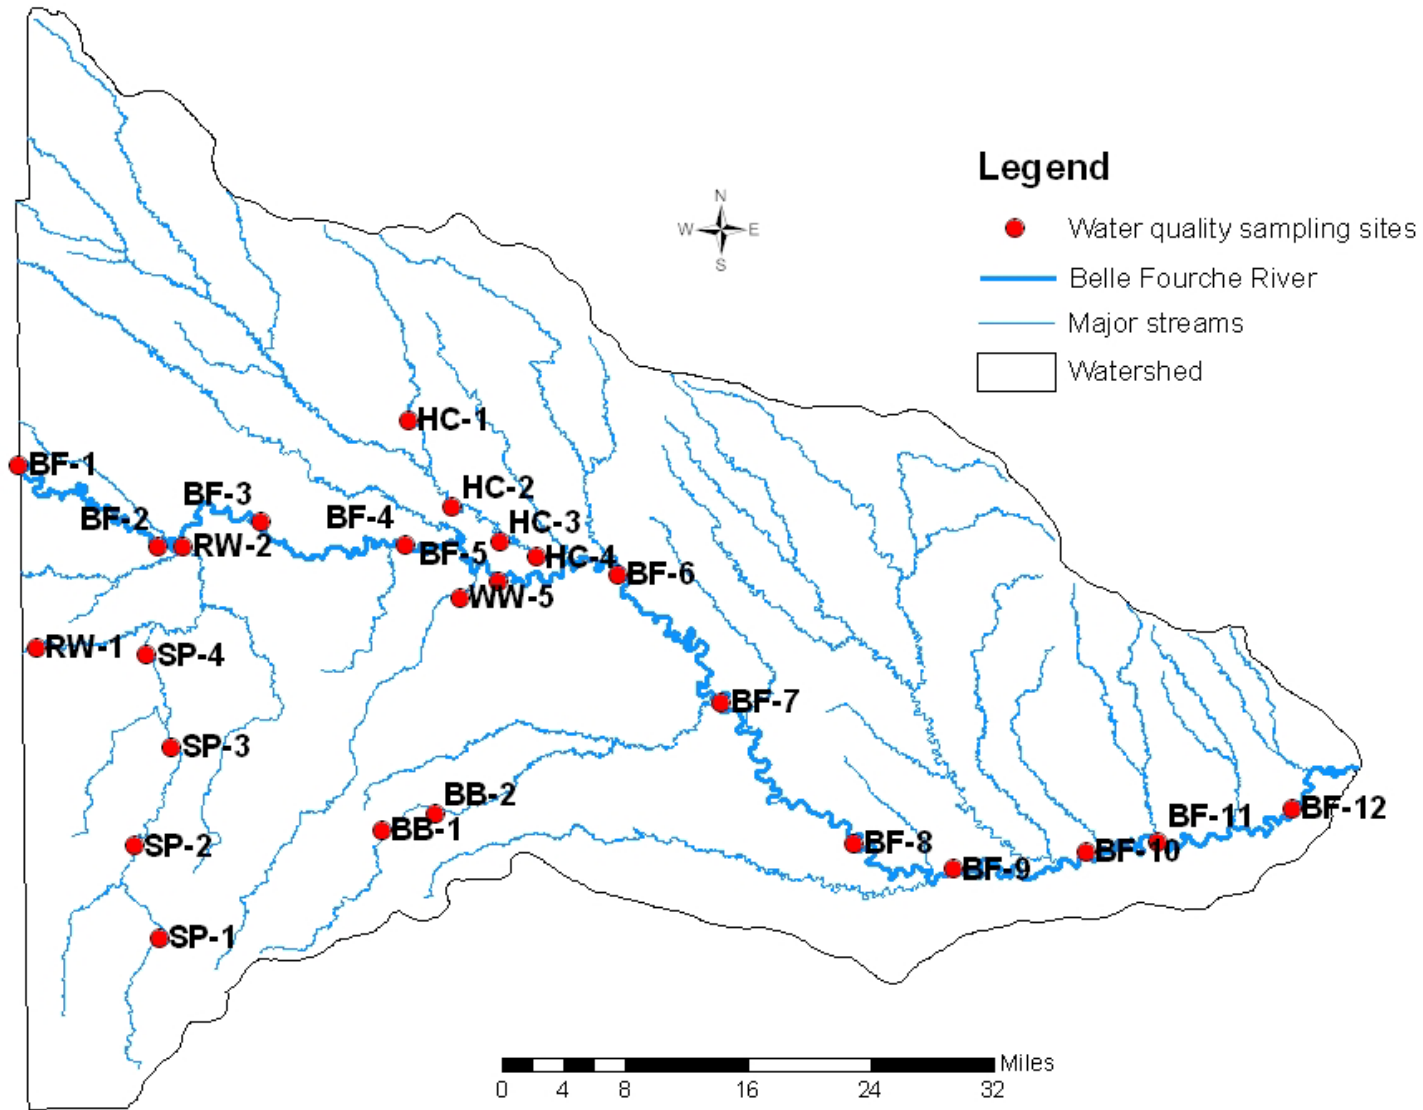 N
W E
S
Legend
Water quality sampling sites
Belle Fourche River
Major streams
Watershed
HC-1
BF-1
BF-3
HC-2
BF-2
RW-2
BF-4
HC-3
BF-5
HC-4
BF-6
WW-5
RW-1
SP-4
BF-7
SP-3
BB-2
BB-1
SP-2
BF-8
BF-9
BF-10
BF-11
BF-12
SP-1
Miles
0 4 8 16 24 32